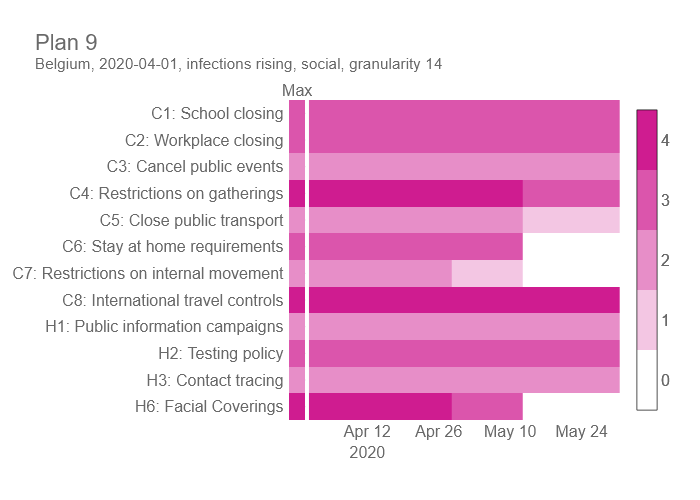 Plan 9
Belgium, 2020-04-01, infections rising, social, granularity 14
Max
C1: School closing
C2: Workplace closing
C3: Cancel public events
C4: Restrictions on gatherings
C5: Close public transport
C6: Stay at home requirements
C7: Restrictions on internal movement
C8: International travel controls
H1: Public information campaigns
H2: Testing policy
H3: Contact tracing
H6: Facial Coverings
4
3
2
1
0
Apr 12 Apr 26 May 10 May 24
2020